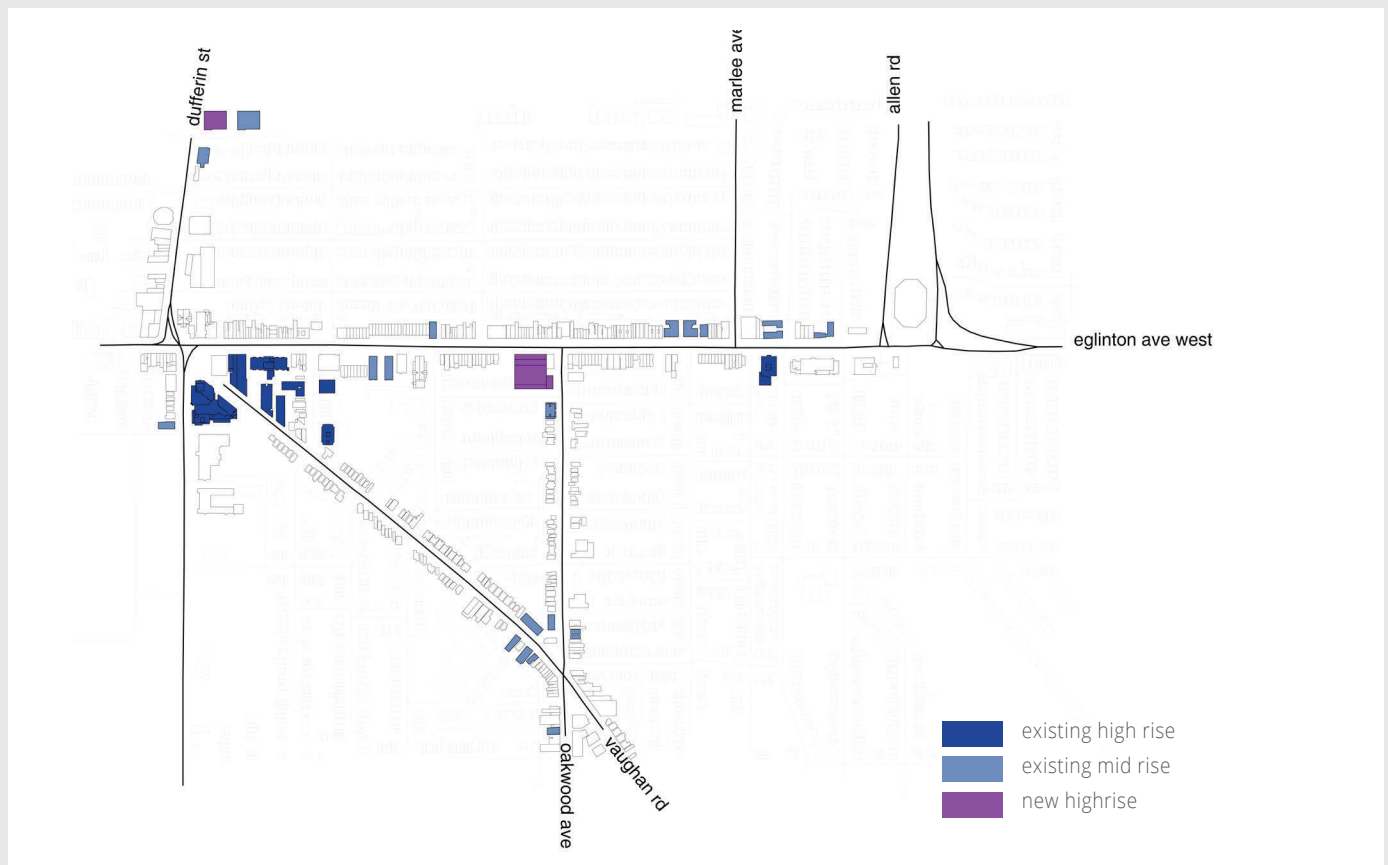 dufferin st
marlee ave
allen rd
eglinton ave west
oakwood ave
vaughan rd
existing high rise
existing mid rise
new highrise